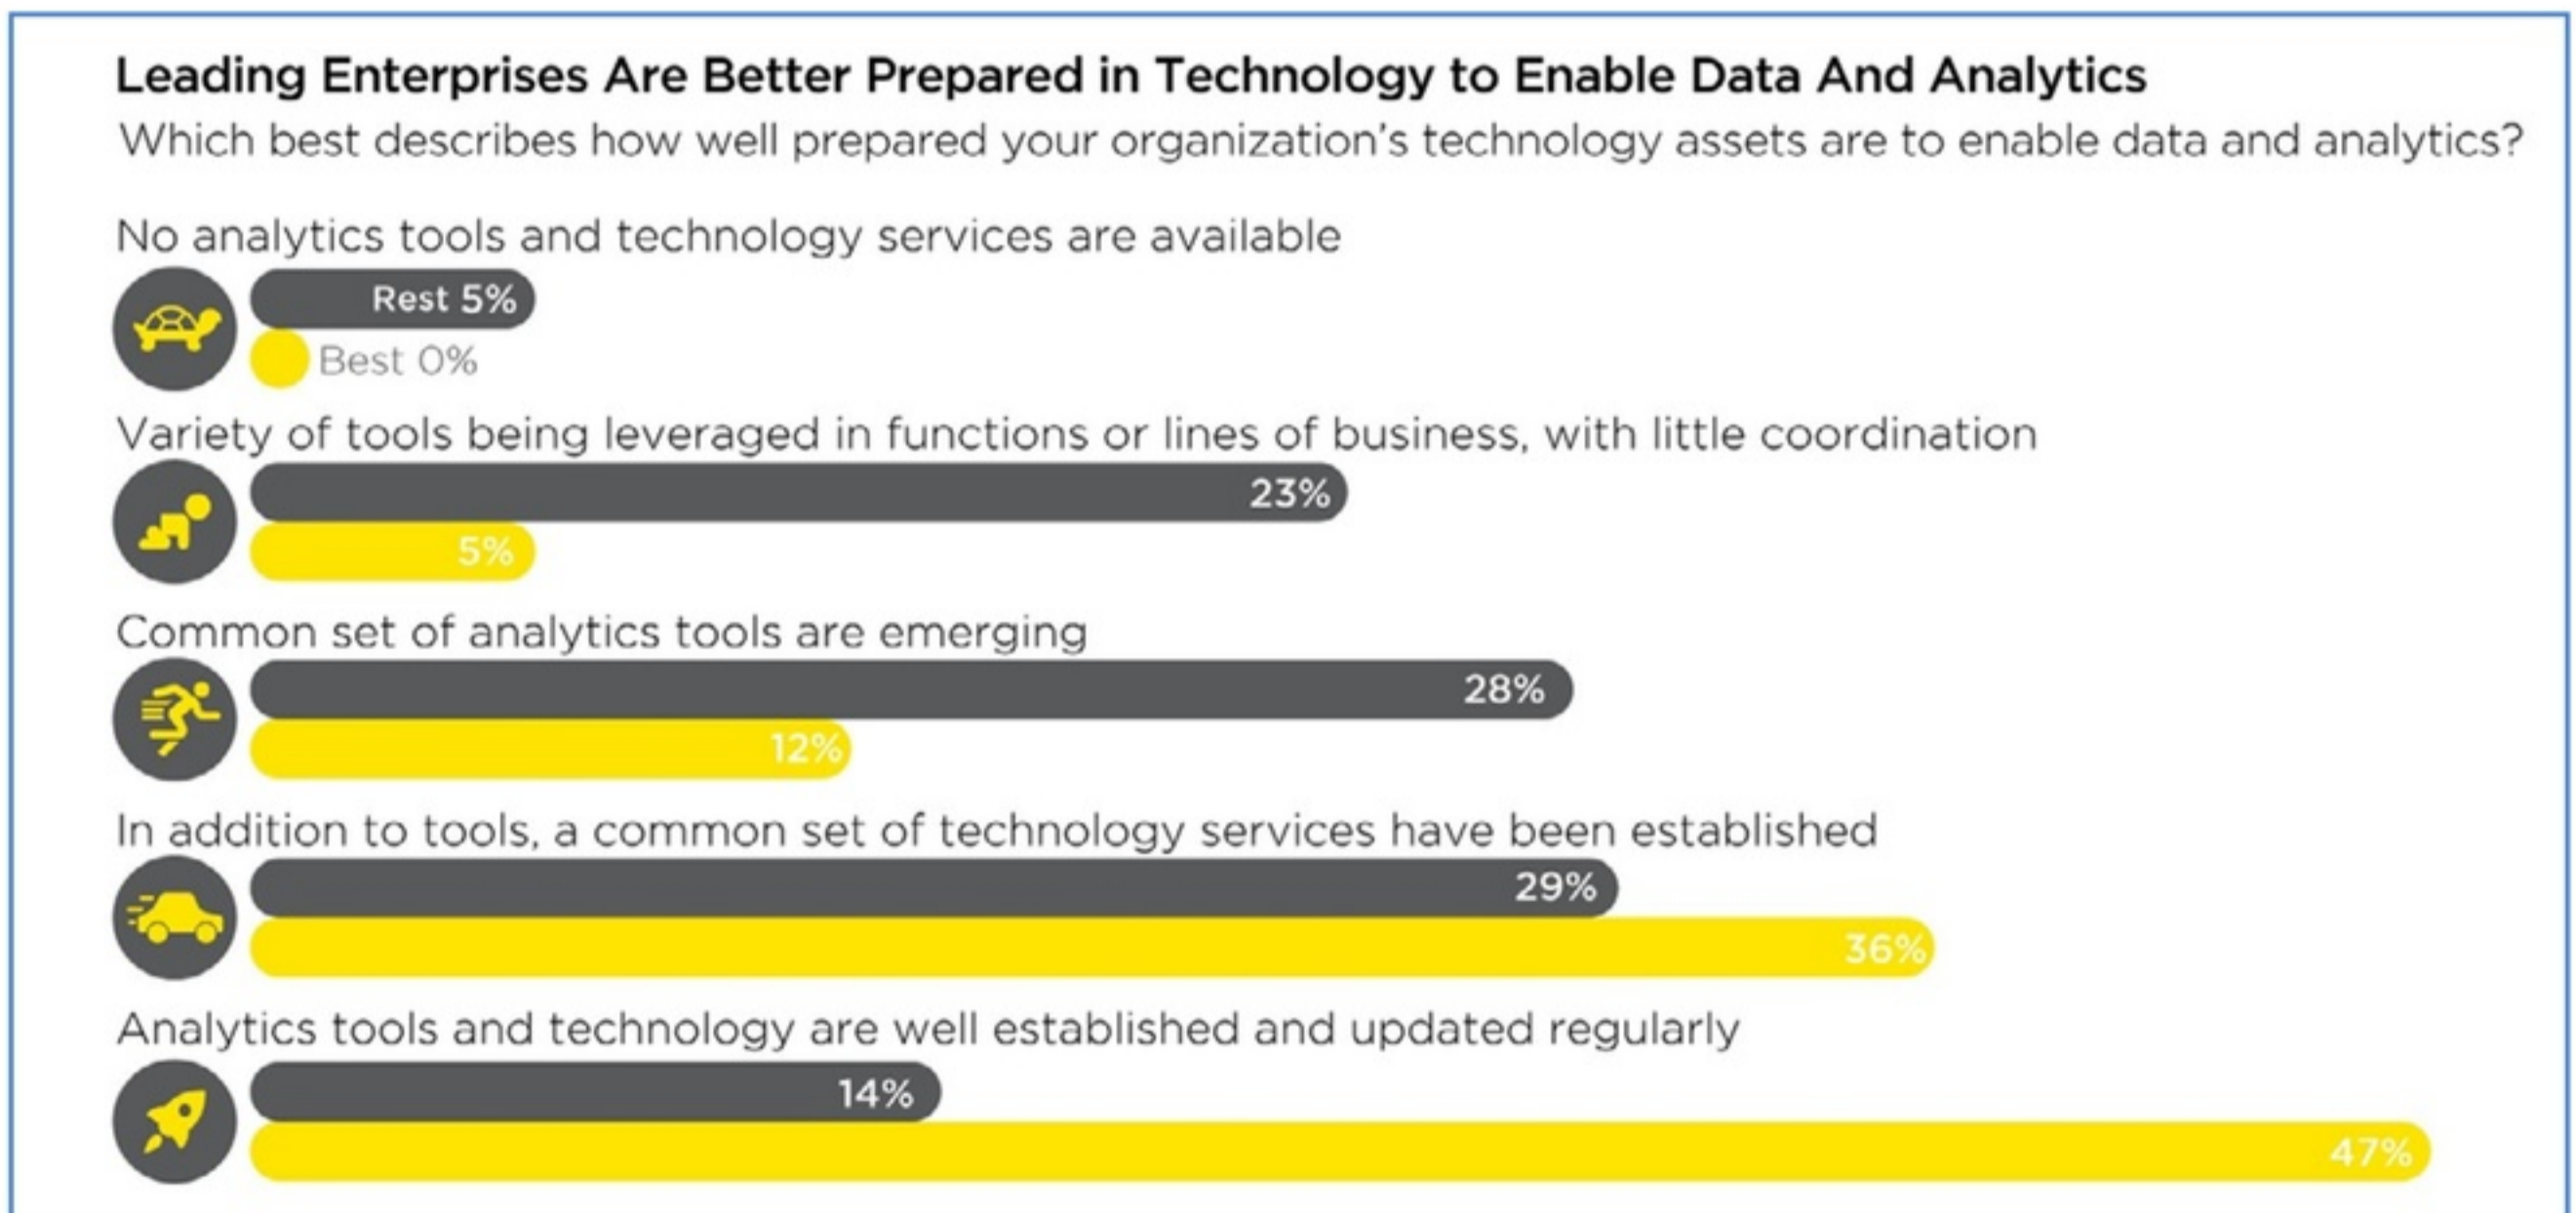 Leading Enterprises Are Better Prepared in Technology to Enable Data And Analytics
Which best describes how well prepared your organization's technology assets are to enable data and analytics?
No analytics tools and technology services are available
Rest 5%
Best 0%
Variety of tools being leveraged in functions or lines of business, with little coordination
23%
5%
Common set of analytics tools are emerging
28%
12%
In addition to tools, a common set of technology services have been established
29%
36%
Analytics tools and technology are well established and updated regularly
14%
47%